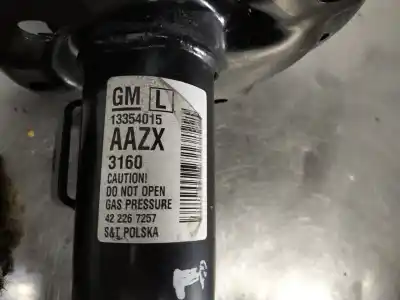 GM L
13354015
AAZX
3160
CAUTION!
DO NOT OPEN
GAS PRESSURE
42 226 7257
S&T POLSKA